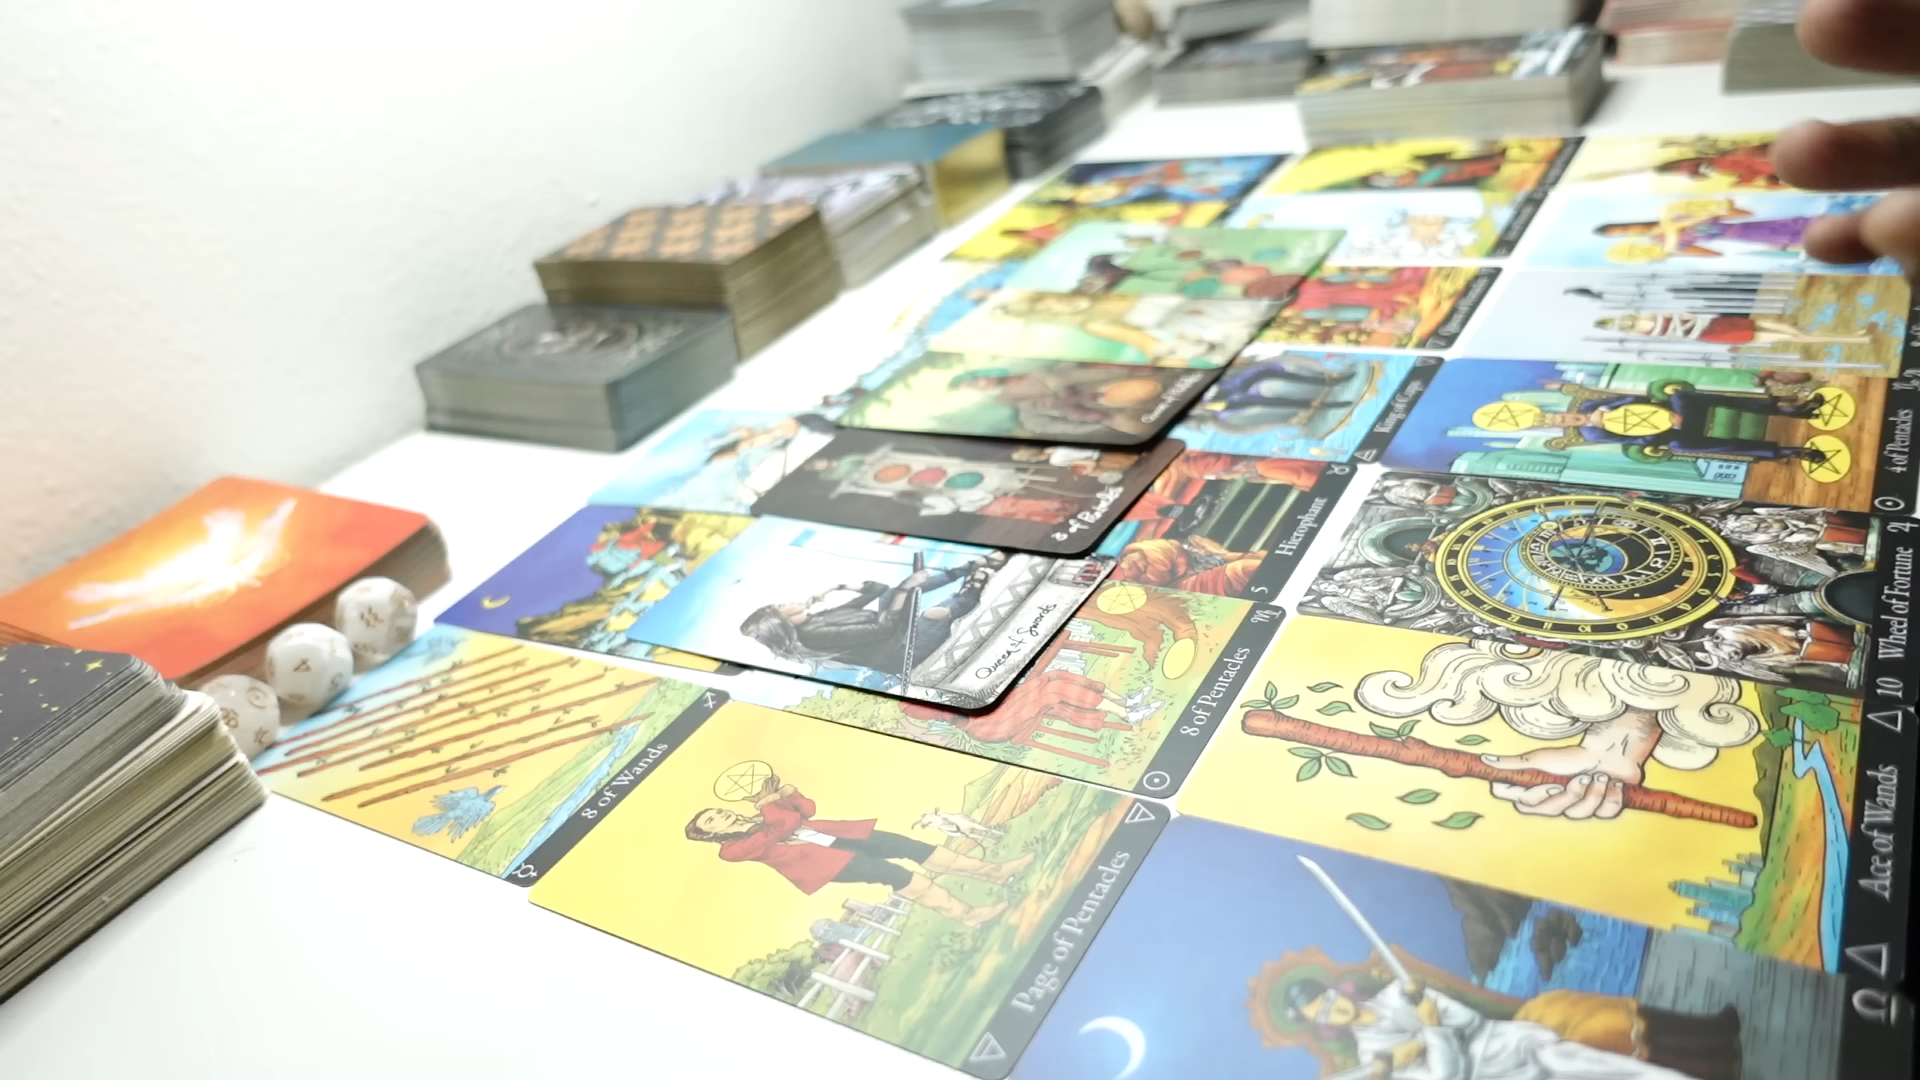 King of Cups
4 of Pentacles
3 of Pentacles
5 Hierophant
Queen of Swords
10 Wheel of Fortune
8 of Pentacles
8 of Wands
Ace of Wands
Page of Pentacles